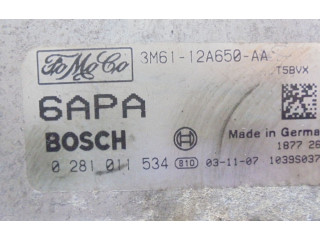 FoMoCo 3M61-12A650-AA
T5BVX
6APA
BOSCH Made in German
1877 26
0 281 011 534 810 03-11-07 1039S037